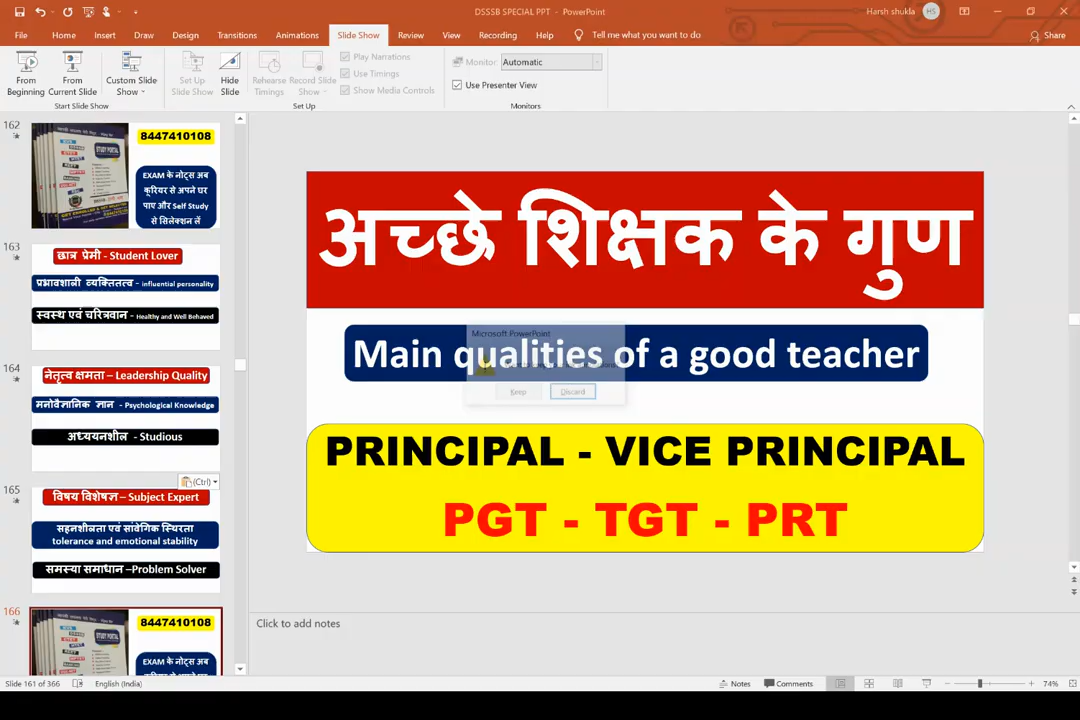 DSSSB SPECIAL PPT - PowerPoint
Harsh shukla
HS
File
Home
Insert
Draw
Design
Transitions
Animations
Slide Show
Review
View
Recording
Help
Tell me what you want to do
Share
From Beginning
From Current Slide
Custom Slide Show
Set Up Slide Show
Hide Slide
Rehearse Timings
Record Slide Show
Play Narrations
Use Timings
Show Media Controls
Monitor:
Automatic
Use Presenter View
Start Slide Show
Set Up
Monitors
162
8447410108
STUDY PORTAL
EXAM के नोट्स अब
कूरियर से अपने घर
पाए और Self Study
से सिलेक्शन लें
163
छात्र प्रेमी - Student Lover
प्रभावशाली व्यक्तितत्व - influential personality
स्वस्थ एवं चरित्रवान - Healthy and Well Behaved
164
नेतृत्व क्षमता – Leadership Quality
मनोवैज्ञानिक ज्ञान - Psychological Knowledge
अध्ययनशील - Studious
(Ctrl)
165
विषय विशेषज्ञ – Subject Expert
सहनशीलता एवं सांवेगिक स्थिरता
tolerance and emotional stability
समस्या समाधान –Problem Solver
166
8447410108
EXAM के नोट्स अब
अच्छे शिक्षक के गुण
Main qualities of a good teacher
Microsoft PowerPoint
Keep
Discard
PRINCIPAL - VICE PRINCIPAL
PGT - TGT - PRT
Click to add notes
Slide 161 of 366
English (India)
Notes
Comments
74%